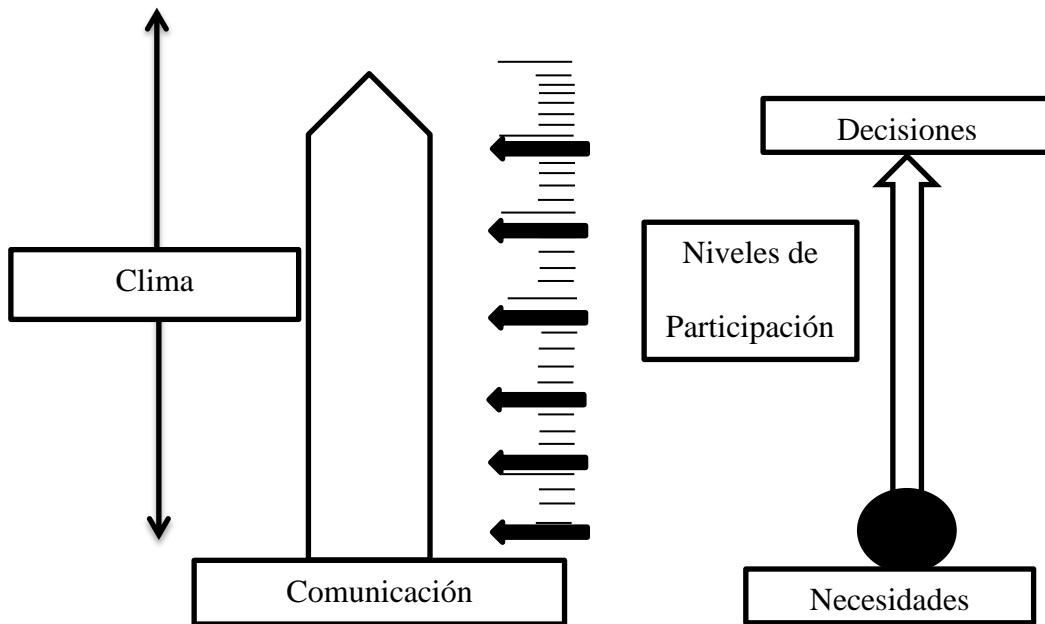 Decisiones
Niveles de
Participación
Clima
Comunicación
Necesidades